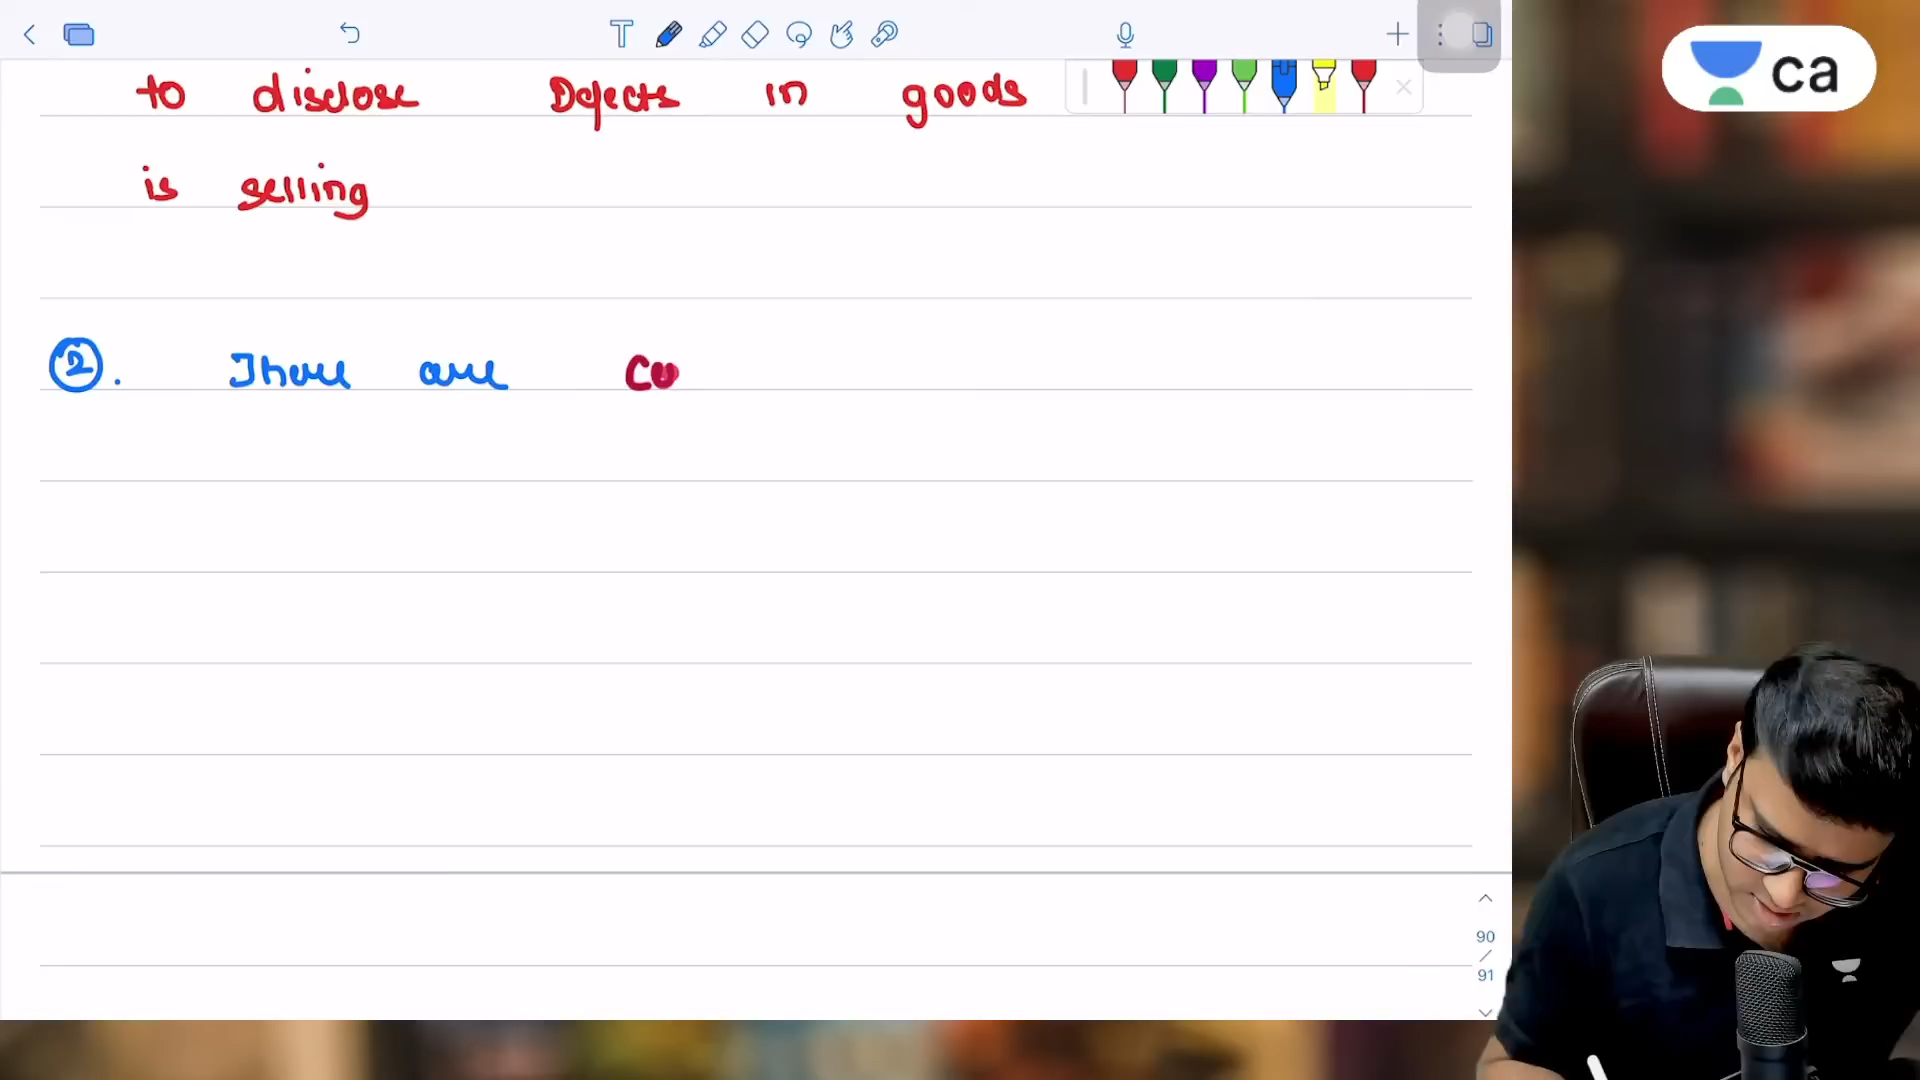 ca
to disclose Defects in goods
is selling
2. There are
90
91